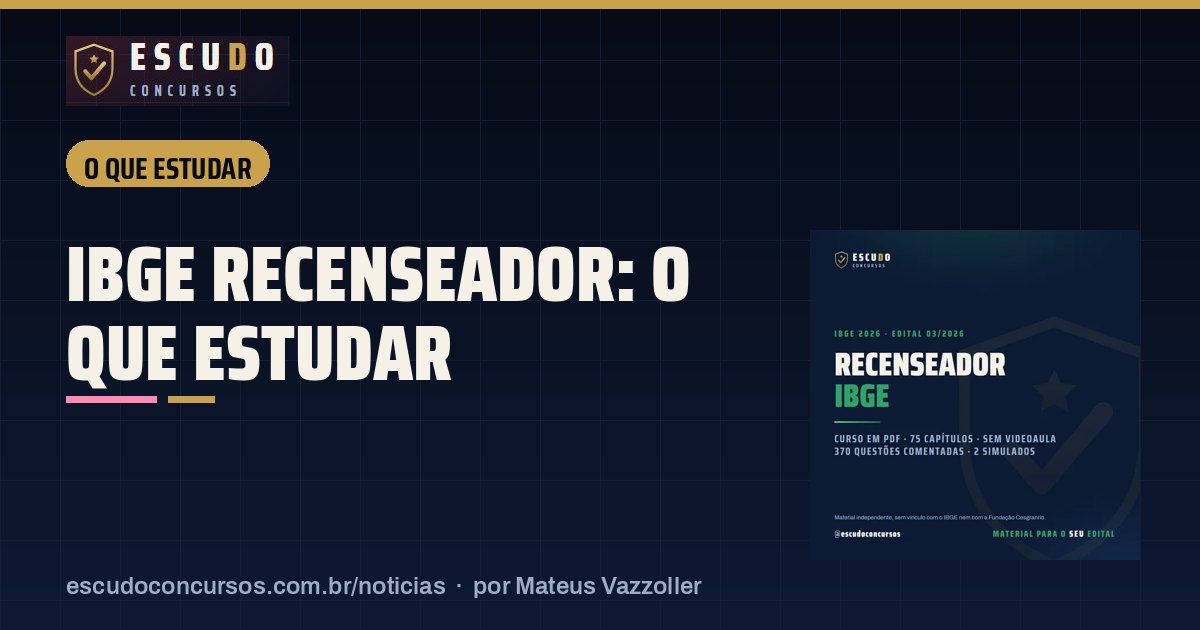 ESCUDO
CONCURSOS
O QUE ESTUDAR
IBGE RECENSEADOR: O
QUE ESTUDAR
ESCUDO
CONCURSOS
IBGE 2026 · EDITAL 03/2026
RECENSEADOR
IBGE
CURSO EM PDF · 75 CAPÍTULOS · SEM VIDEOAULA
370 QUESTÕES COMENTADAS · 2 SIMULADOS
Material independente, sem vínculo com o IBGE nem com a Fundação Cesgranrio.
@escudoconcursos
MATERIAL PARA O SEU EDITAL
escudoconcursos.com.br/noticias · por Mateus Vazzoller